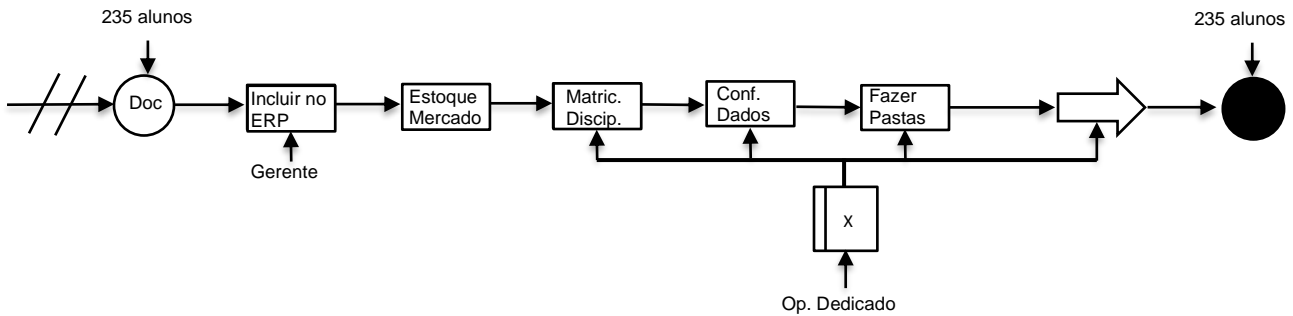 235 alunos
235 alunos
Doc
Incluir no
ERP
Estoque
Mercado
Matric.
Discip.
Conf.
Dados
Fazer
Pastas
Gerente
X
Op. Dedicado